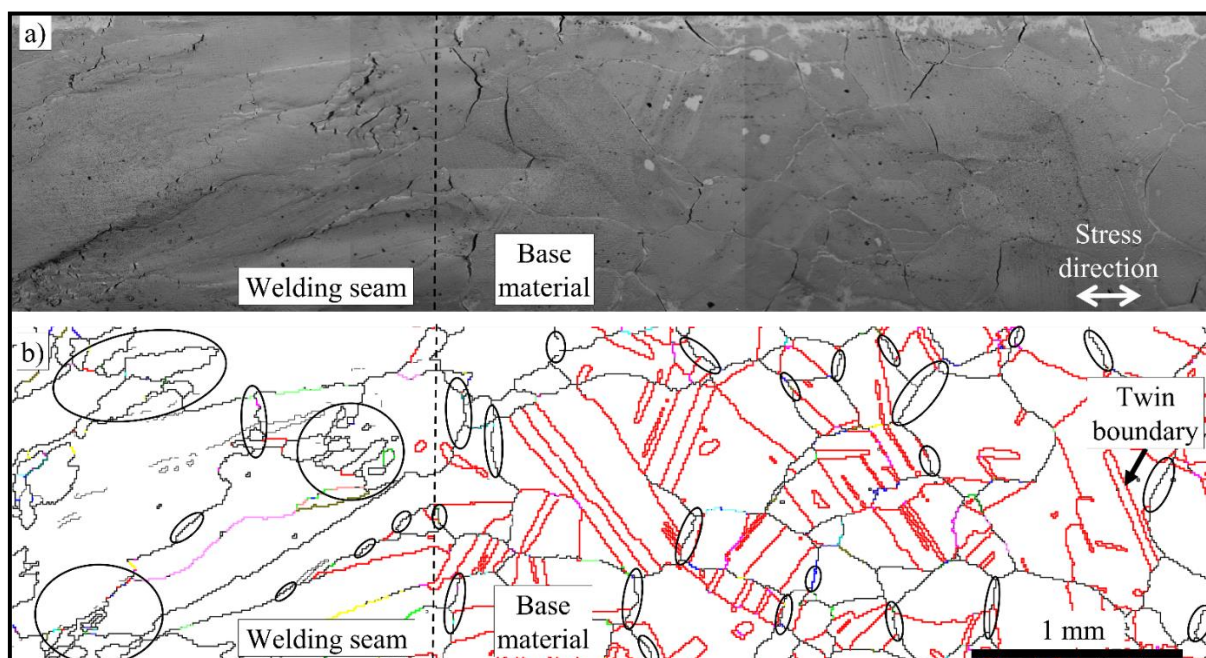 a)
Welding seam
Base
material
Stress
direction
b)
Twin
boundary
Welding seam
Base
material
1 mm